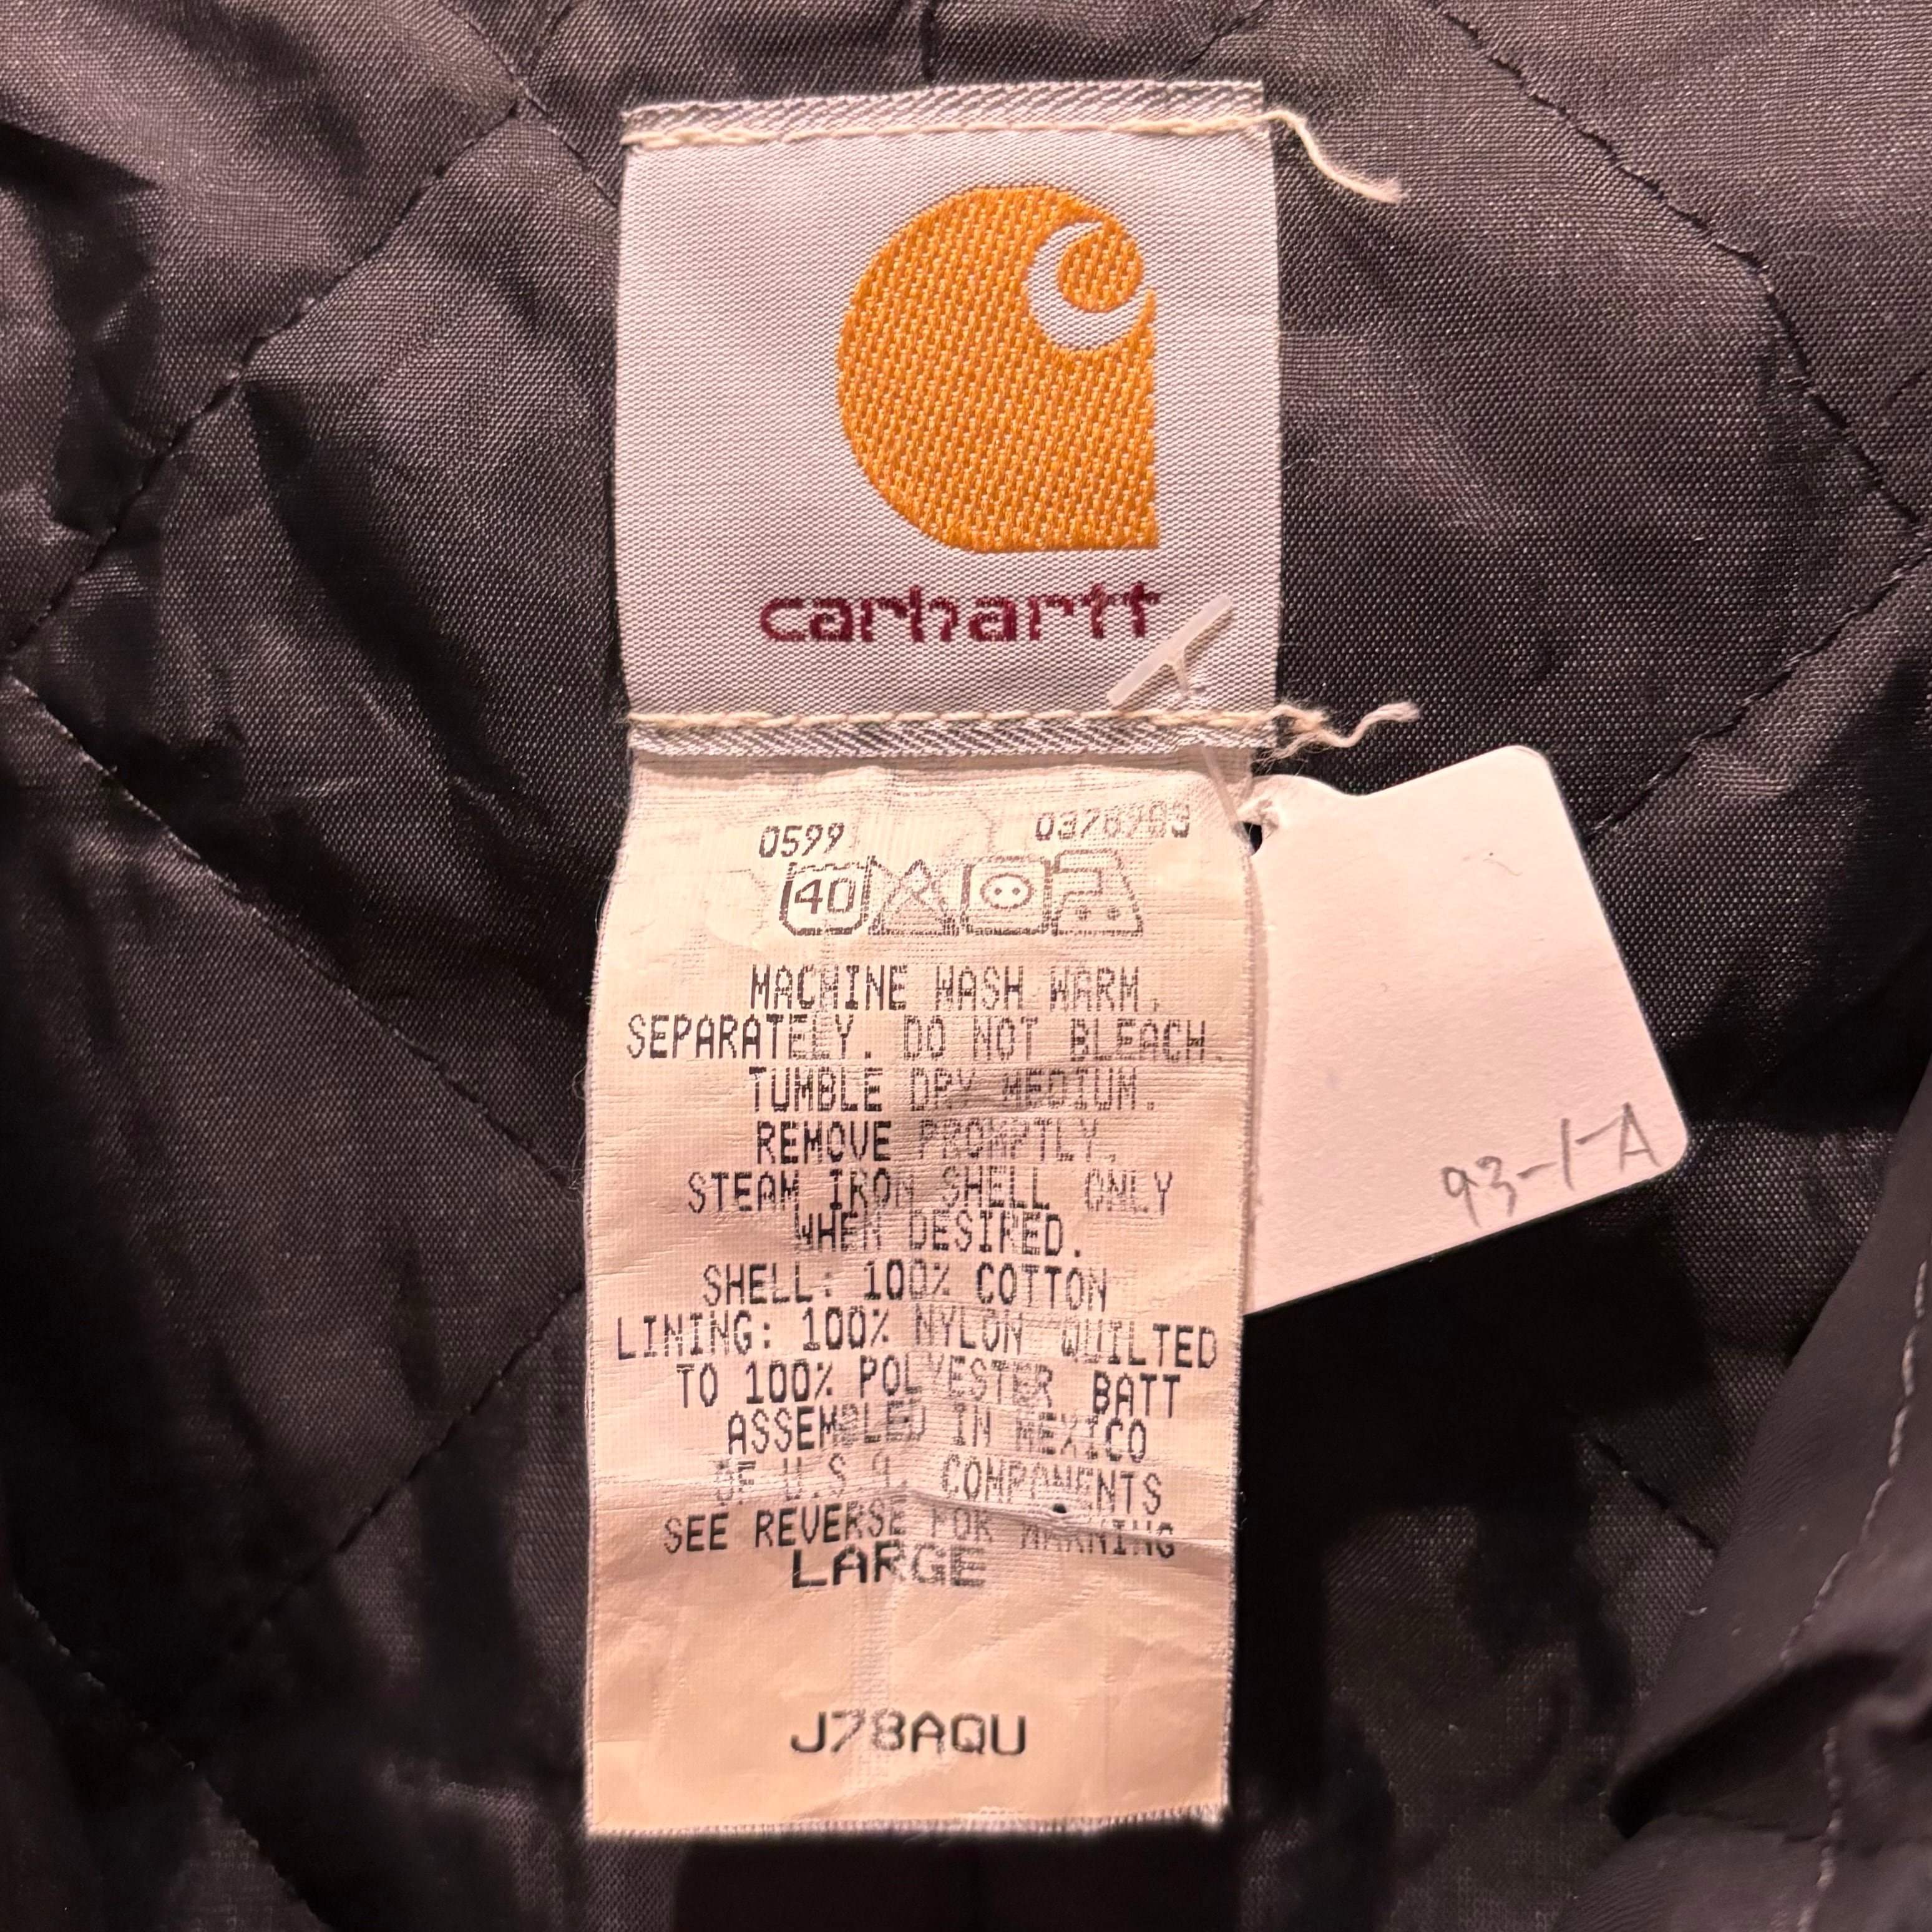 carhartt
0599
40
MACHINE WASH WARM,
SEPARATELY. DO NOT BLEACH.
TUMBLE DRY MEDIUM.
REMOVE PROMPTLY.
STEAM IRON SHELL ONLY
WHEN DESIRED.
SHELL: 100% COTTON
LINING: 100% NYLON QUILTED
TO 100% POLYESTER BATT
ASSEMBLED IN MEXICO
OF U.S.A. COMPONENTS
SEE REVERSE FOR WARNING
LARGE
J78AQU
93-1-A